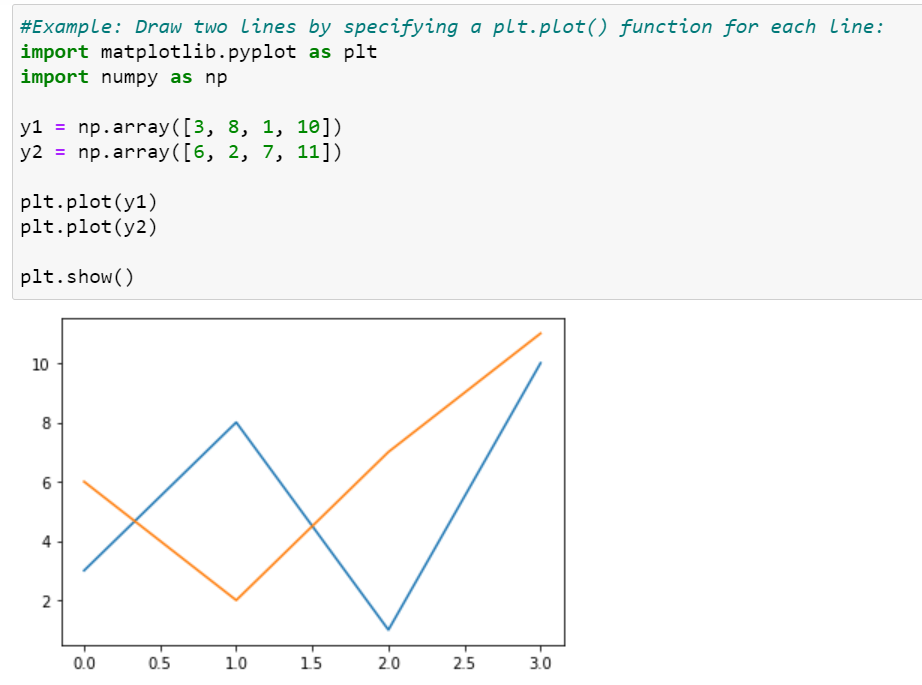 #Example: Draw two lines by specifying a plt.plot() function for each line:
import matplotlib.pyplot as plt
import numpy as np
y1 = np.array([3, 8, 1, 10])
y2 = np.array([6, 2, 7, 11])
plt.plot(y1)
plt.plot(y2)
plt.show()
10
8
6
4
2
0.0 0.5 1.0 1.5 2.0 2.5 3.0